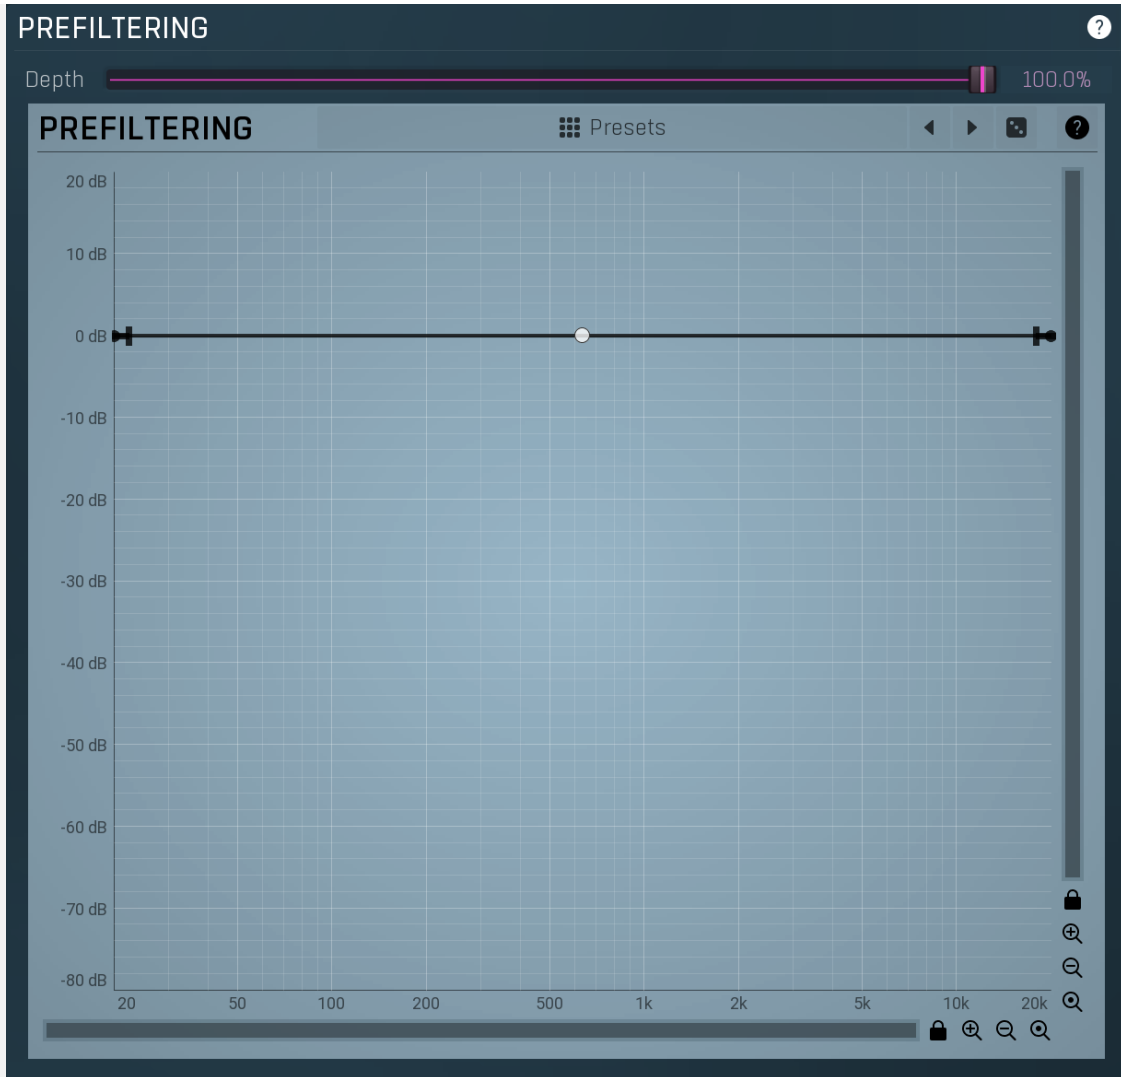 PREFILTERING
?
Depth 100.0%
PREFILTERING Presets ?
20 dB
10 dB
0 dB
-10 dB
-20 dB
-30 dB
-40 dB
-50 dB
-60 dB
-70 dB
-80 dB
20 50 100 200 500 1k 2k 5k 10k 20k